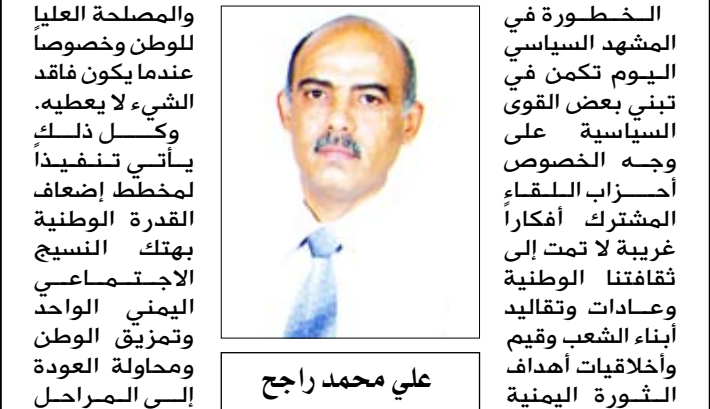 الخطورة في
المشهد السياسي
اليوم تكمن في
تبني بعض القوى
السياسية على
وجه الخصوص
أحزاب اللقاء
المشترك أفكاراً
غريبة لا تمت إلى
ثقافتنا الوطنية
وعادات وتقاليد
أبناء الشعب وقيم
وأخلاقيات أهداف
الثورة اليمنية
علي محمد راجح
والمصلحة العليا
للوطن وخصوصاً
عندما يكون فاقد
الشيء لا يعطيه.
وكل ذلك
يأتي تنفيذاً
لمخطط إضعاف
القدرة الوطنية
بهتك النسيج
الاجتماعي
اليمني الواحد
وتمزيق الوطن
ومحاولة العودة
إلى المراحل